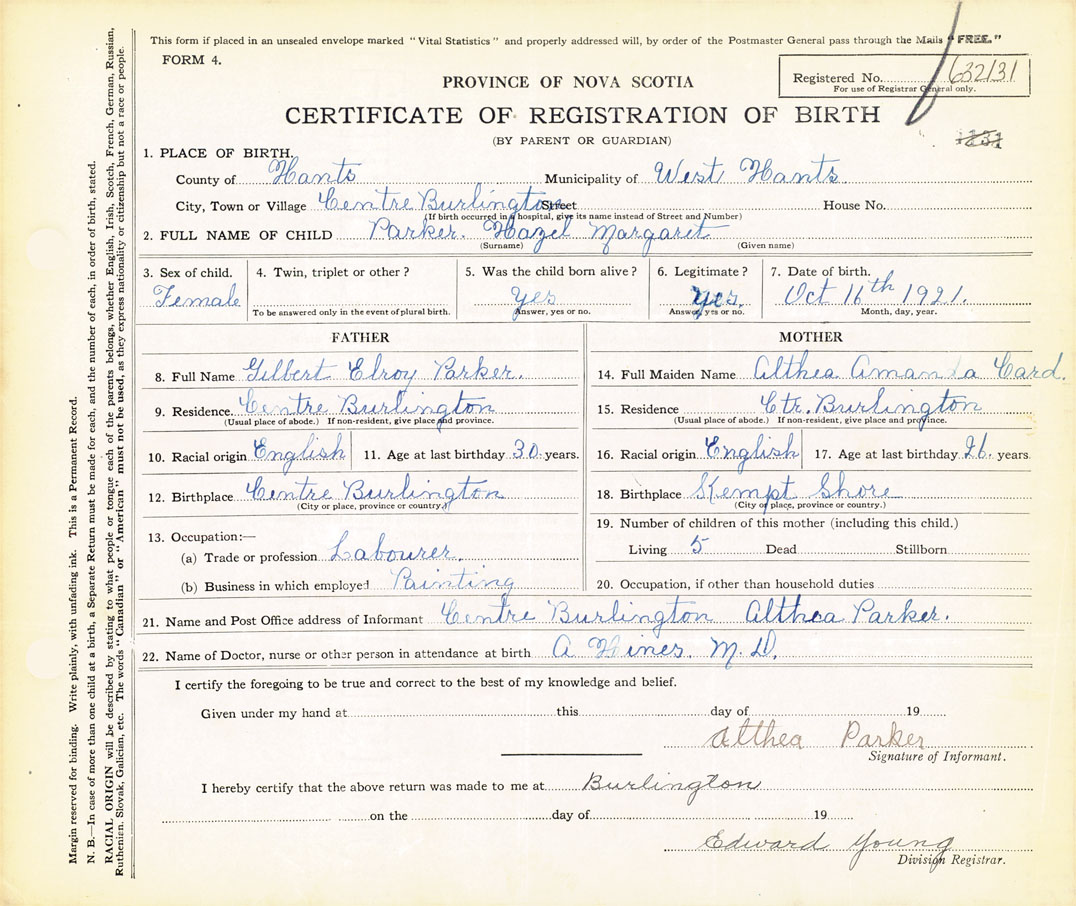 This form if placed in an unsealed envelope marked "Vital Statistics" and properly addressed will, by order of the Postmaster General pass through the Mails "FREE."
FORM 4.
PROVINCE OF NOVA SCOTIA
Registered No. 632131
For use of Registrar General only.
CERTIFICATE OF REGISTRATION OF BIRTH
(BY PARENT OR GUARDIAN)
1. PLACE OF BIRTH.
County of Hants Municipality of West Hants.
City, Town or Village Centre Burlington Street House No.
(If birth occurred in a hospital, give its name instead of Street and Number)
2. FULL NAME OF CHILD Parker. Hazel Margaret
(Surname) (Given name)
3. Sex of child. 4. Twin, triplet or other? 5. Was the child born alive? 6. Legitimate? 7. Date of birth.
Female Yes Yes. Oct 16th 1921.
To be answered only in the event of plural birth. Answer, yes or no. Answer, yes or no. Month, day, year.
FATHER MOTHER
8. Full Name Gilbert Elroy Parker. 14. Full Maiden Name Althea Amanda Card.
9. Residence Centre Burlington 15. Residence Ctr. Burlington
(Usual place of abode.) If non-resident, give place and province. (Usual place of abode.) If non-resident, give place and province.
10. Racial origin English 11. Age at last birthday 30 years. 16. Racial origin English 17. Age at last birthday 26 years.
12. Birthplace Centre Burlington 18. Birthplace Kempt Shore
(City or place, province or country.) (City or place, province or country.)
13. Occupation:— 19. Number of children of this mother (including this child.)
(a) Trade or profession Labourer. Living 5 Dead Stillborn
(b) Business in which employed Painting 20. Occupation, if other than household duties
21. Name and Post Office address of Informant Centre Burlington Althea Parker.
22. Name of Doctor, nurse or other person in attendance at birth A Hines. M. D.
I certify the foregoing to be true and correct to the best of my knowledge and belief.
Given under my hand at this day of 19
Althea Parker
Signature of Informant.
I hereby certify that the above return was made to me at Burlington
on the day of 19
Edward Young
Division Registrar.
Margin reserved for binding. Write plainly, with unfading ink. This is a Permanent Record.
N. B.—In case of more than one child at a birth, a Separate Return must be made for each, and the number of each, in order of birth, stated.
RACIAL ORIGIN will be described by stating to what people or tongue each of the parents belongs, whether English, Irish, Scotch, French, German, Russian,
Ruthenian, Slovak, Galician, etc. The words "Canadian" or "American" must not be used, as they express nationality or citizenship but not a race or people.